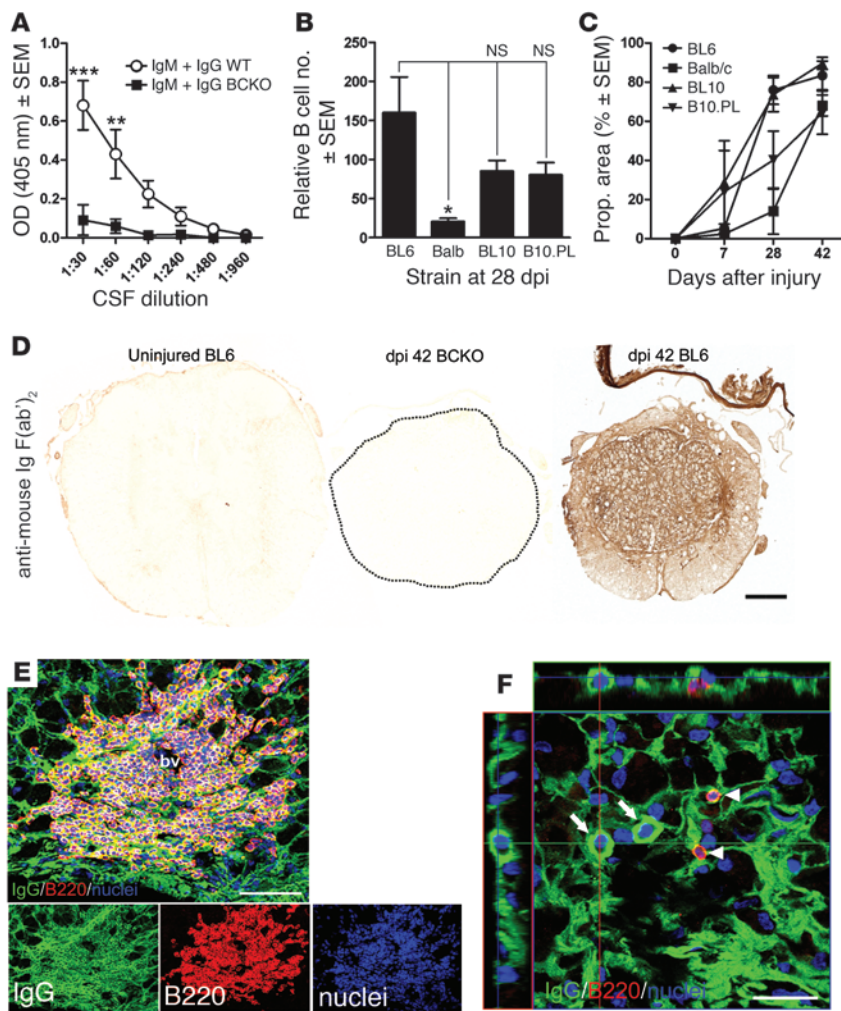 A
OD (405 nm) ± SEM
1.0
0.8
0.6
0.4
0.2
0.0
IgM + IgG WT
IgM + IgG BCKO
***
**
1:30
1:60
1:120
1:240
1:480
1:960
CSF dilution
B
Relative B cell no.
± SEM
250
200
150
100
50
0
NS
NS
*
BL6
Balb
BL10
B10.PL
Strain at 28 dpi
C
Prop. area (% ± SEM)
100
80
60
40
20
0
BL6
Balb/c
BL10
B10.PL
0
7
28
42
Days after injury
D
anti-mouse Ig F(ab')2
Uninjured BL6
dpi 42 BCKO
dpi 42 BL6
E
bv
IgG/B220/nuclei
IgG
B220
nuclei
F
IgG/B220/nuclei